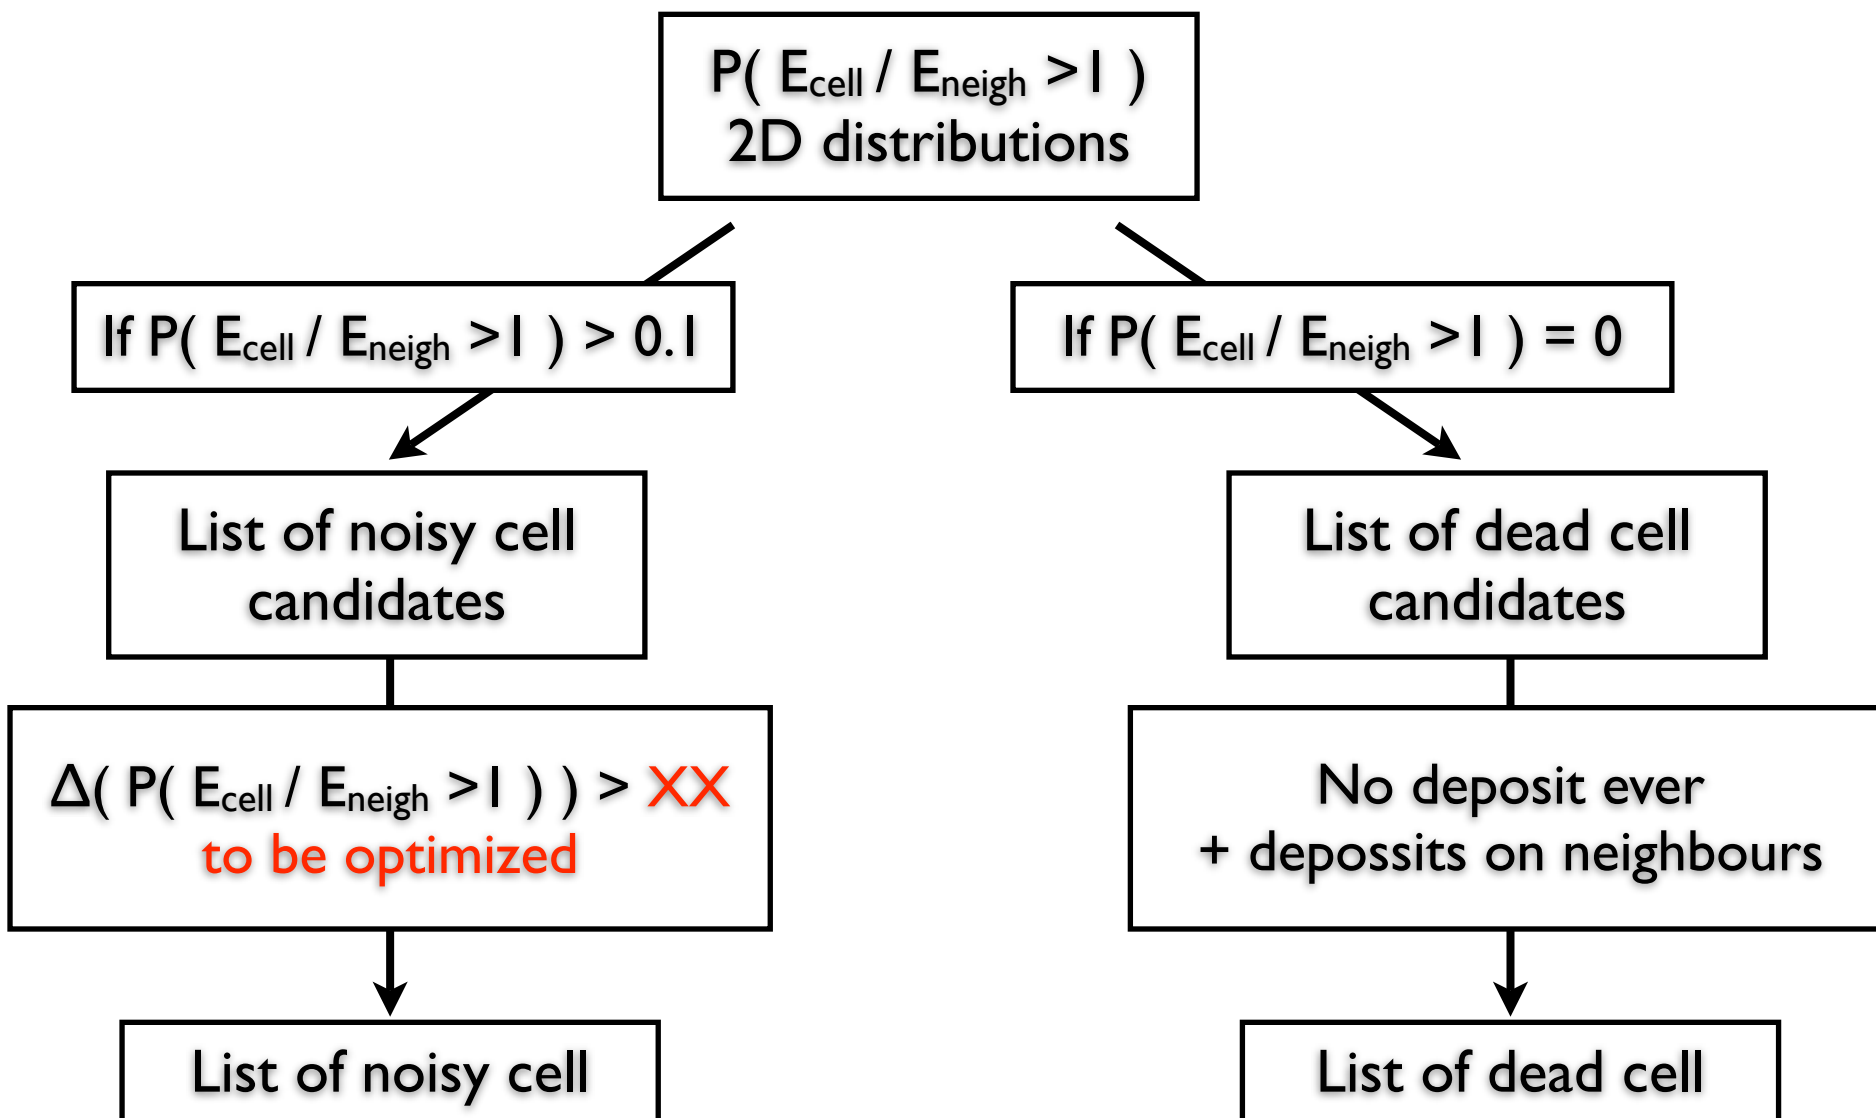 P( Ecell / Eneigh >1 )
2D distributions
If P( Ecell / Eneigh >1 ) > 0.1
If P( Ecell / Eneigh >1 ) = 0
List of noisy cell
candidates
List of dead cell
candidates
Δ( P( Ecell / Eneigh >1 ) ) > XX
to be optimized
No deposit ever
+ depossits on neighbours
List of noisy cell
List of dead cell